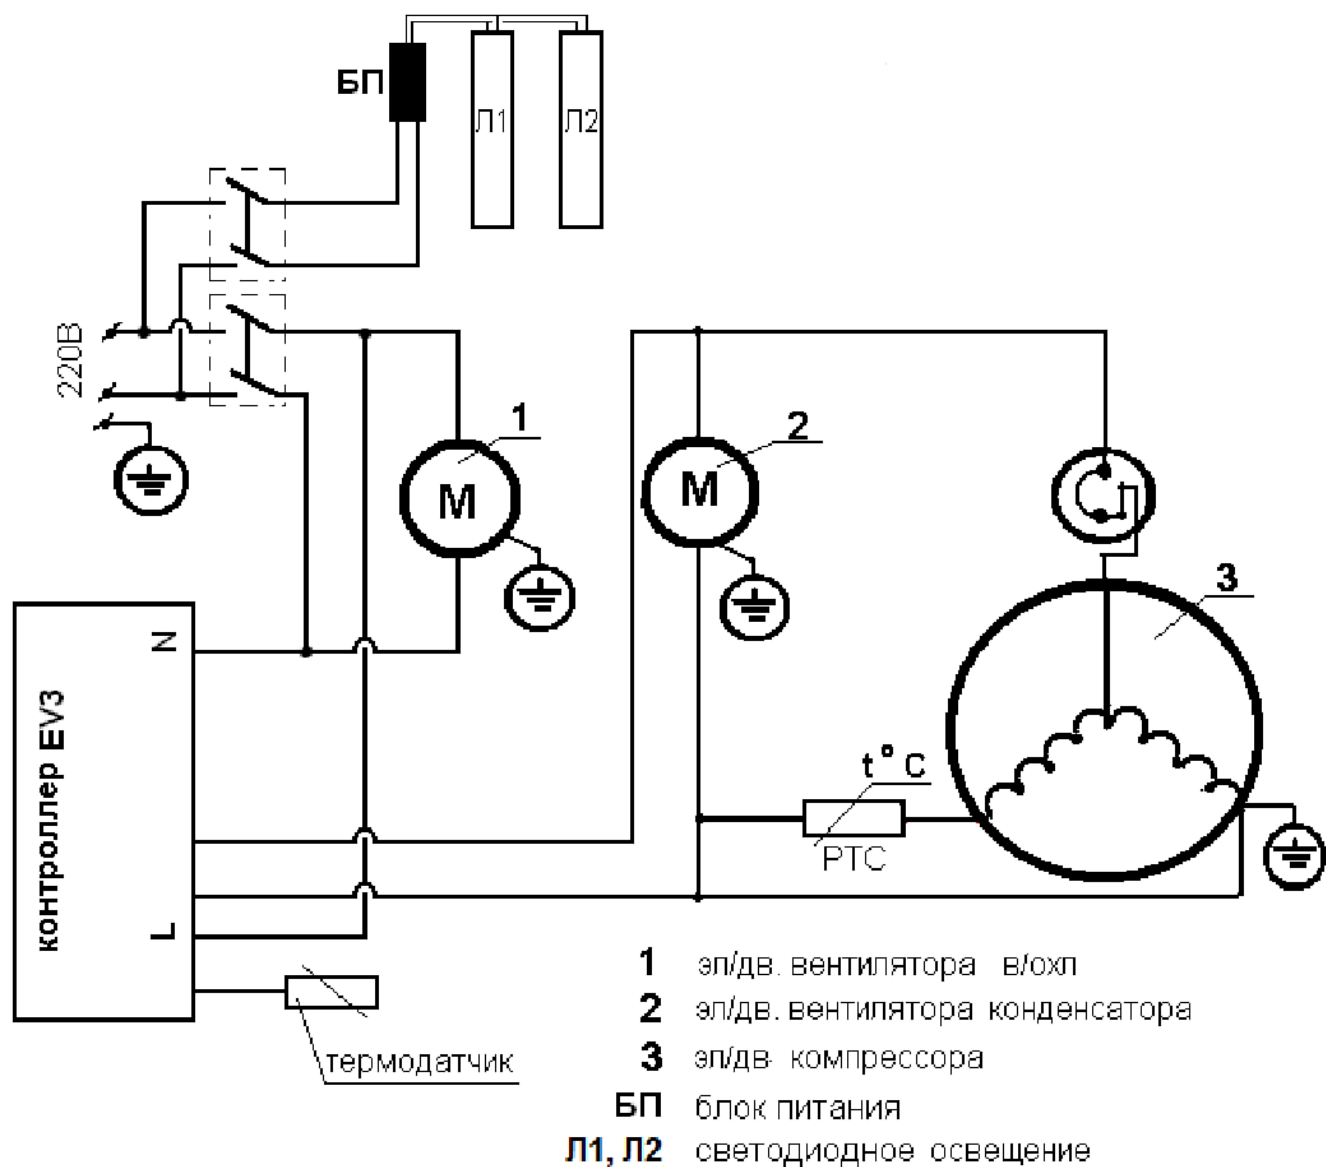 БП
Л1
Л2
220В
1
2
M
M
3
N
контроллер EV3
t°C
PTC
L
термодатчик
1 эл/дв. вентилятора в/охл
2 эл/дв. вентилятора конденсатора
3 эл/дв. компрессора
БП блок питания
Л1, Л2 светодиодное освещение